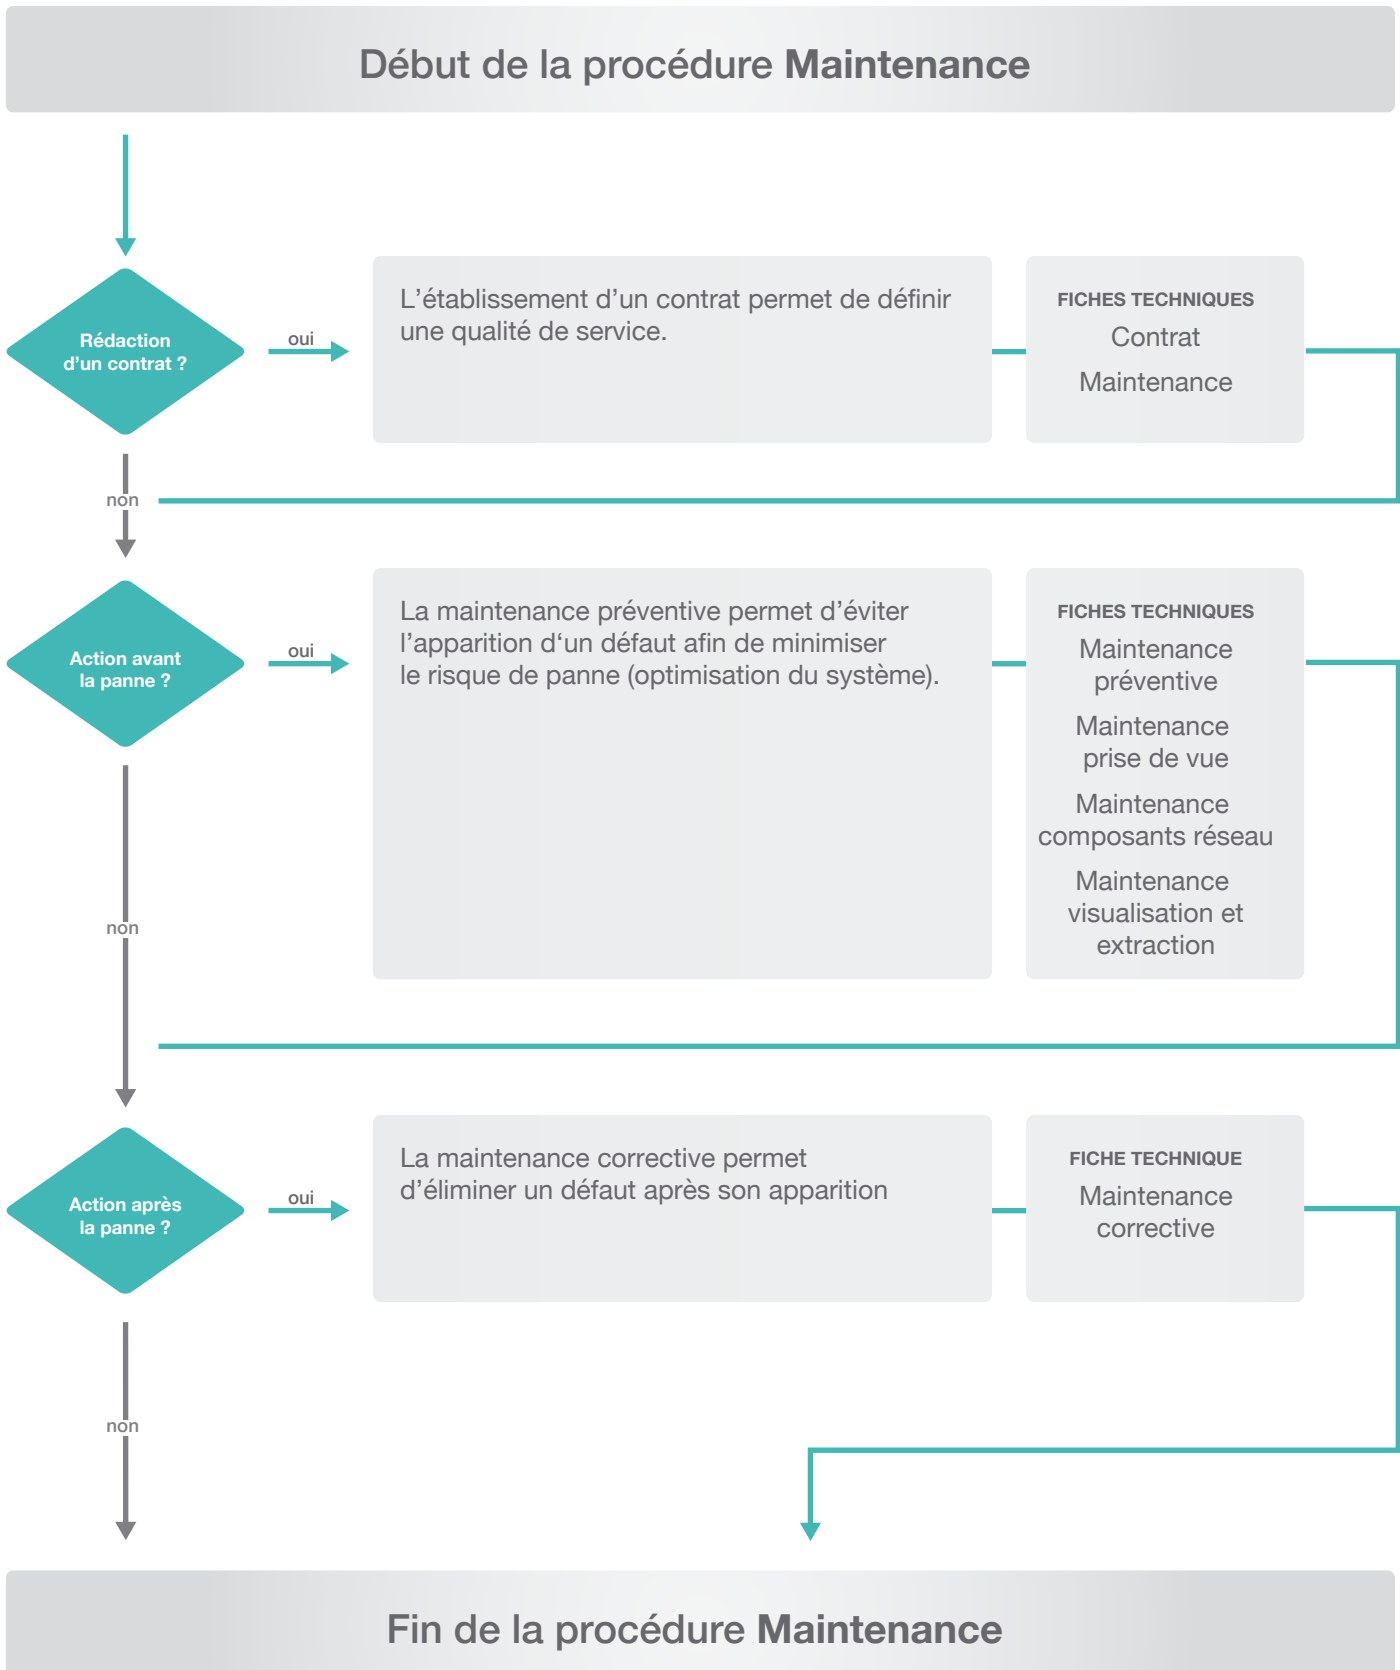 Début de la procédure Maintenance
Rédaction
d’un contrat ?
oui
L’établissement d’un contrat permet de définir
une qualité de service.
FICHES TECHNIQUES
Contrat
Maintenance
non
Action avant
la panne ?
oui
La maintenance préventive permet d’éviter
l’apparition d‘un défaut afin de minimiser
le risque de panne (optimisation du système).
FICHES TECHNIQUES
Maintenance
préventive
Maintenance
prise de vue
Maintenance
composants réseau
Maintenance
visualisation et
extraction
non
Action après
la panne ?
oui
La maintenance corrective permet
d’éliminer un défaut après son apparition
FICHE TECHNIQUE
Maintenance
corrective
non
Fin de la procédure Maintenance